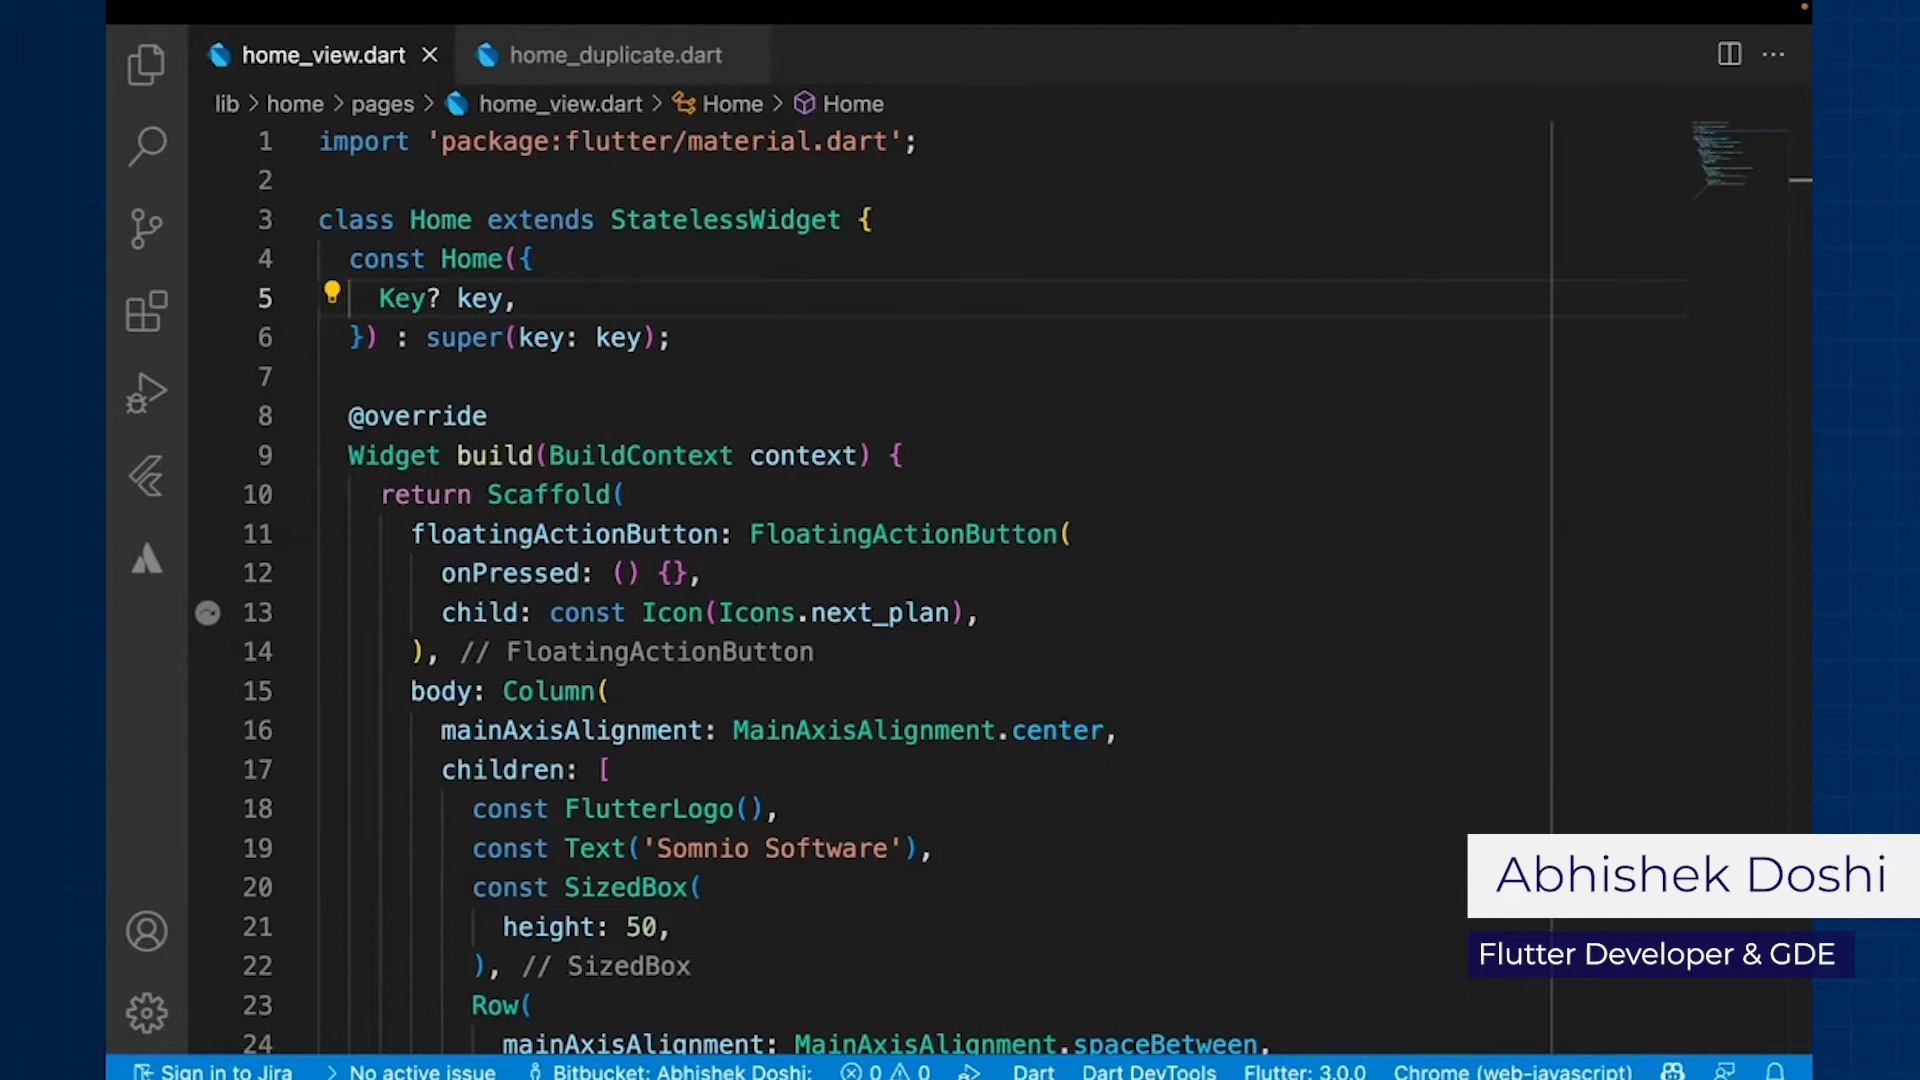 home_view.dart
home_duplicate.dart
lib > home > pages > home_view.dart > Home > Home
1 import 'package:flutter/material.dart';
2
3 class Home extends StatelessWidget {
4 const Home({
5 Key? key,
6 }) : super(key: key);
7
8 @override
9 Widget build(BuildContext context) {
10 return Scaffold(
11 floatingActionButton: FloatingActionButton(
12 onPressed: () {},
13 child: const Icon(Icons.next_plan),
14 ), // FloatingActionButton
15 body: Column(
16 mainAxisAlignment: MainAxisAlignment.center,
17 children: [
18 const FlutterLogo(),
19 const Text('Somnio Software'),
20 const SizedBox(
21 height: 50,
22 ), // SizedBox
23 Row(
24 mainAxisAlignment: MainAxisAlignment.spaceBetween,
Abhishek Doshi
Flutter Developer & GDE
Sign in to Jira > No active issue Bitbucket: Abhishek Doshi: 0 0 Dart Dart DevTools Flutter: 3.0.0 Chrome (web-javascript)